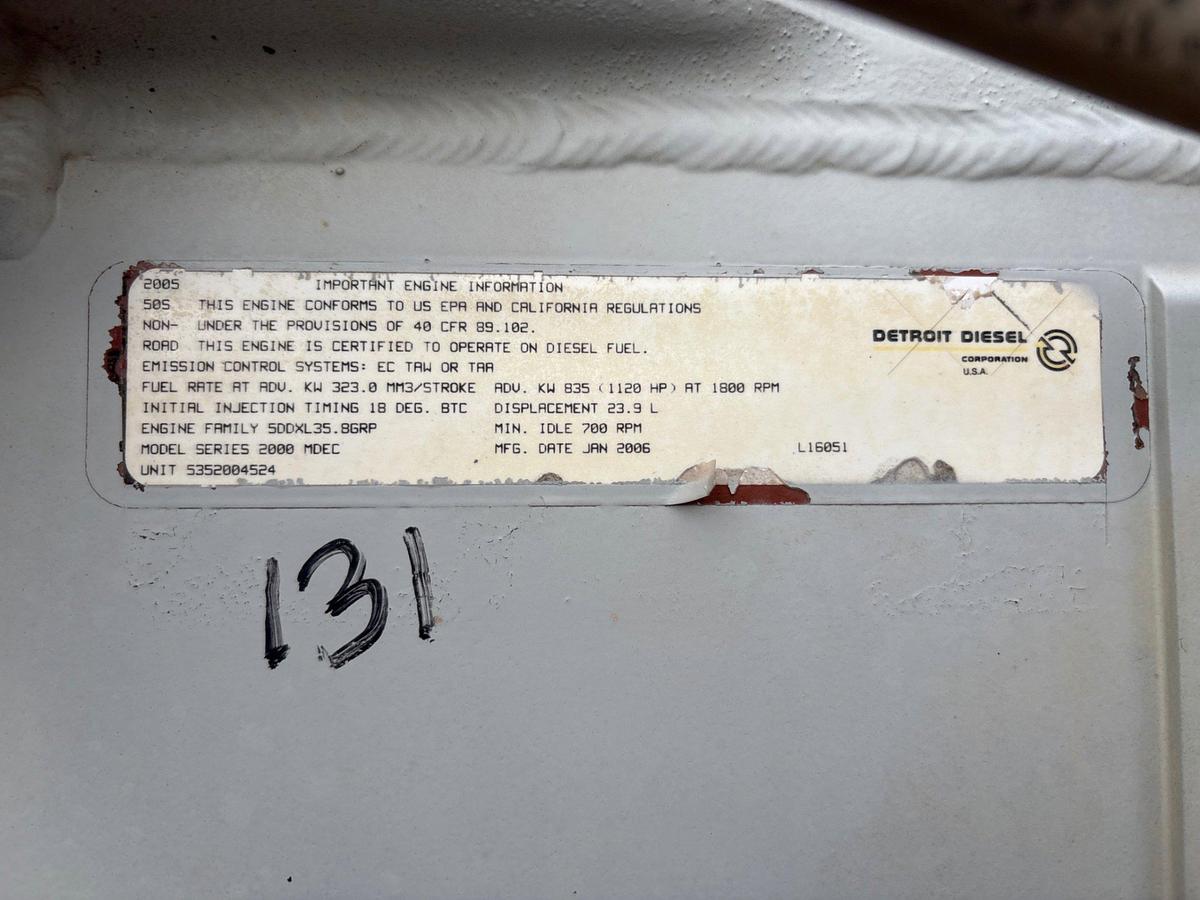 2005 IMPORTANT ENGINE INFORMATION
50S THIS ENGINE CONFORMS TO US EPA AND CALIFORNIA REGULATIONS
NON- UNDER THE PROVISIONS OF 40 CFR 89.102.
ROAD THIS ENGINE IS CERTIFIED TO OPERATE ON DIESEL FUEL.
EMISSION CONTROL SYSTEMS: EC TAW OR TAA
FUEL RATE AT ADV. KW 323.0 MM3/STROKE ADV. KW 835 (1120 HP) AT 1800 RPM
INITIAL INJECTION TIMING 18 DEG. BTC DISPLACEMENT 23.9 L
ENGINE FAMILY 5DDXL35.8GRP MIN. IDLE 700 RPM
MODEL SERIES 2000 MDEC MFG. DATE JAN 2006 L16051
UNIT 5352004524
DETROIT DIESEL
CORPORATION
U.S.A.
131